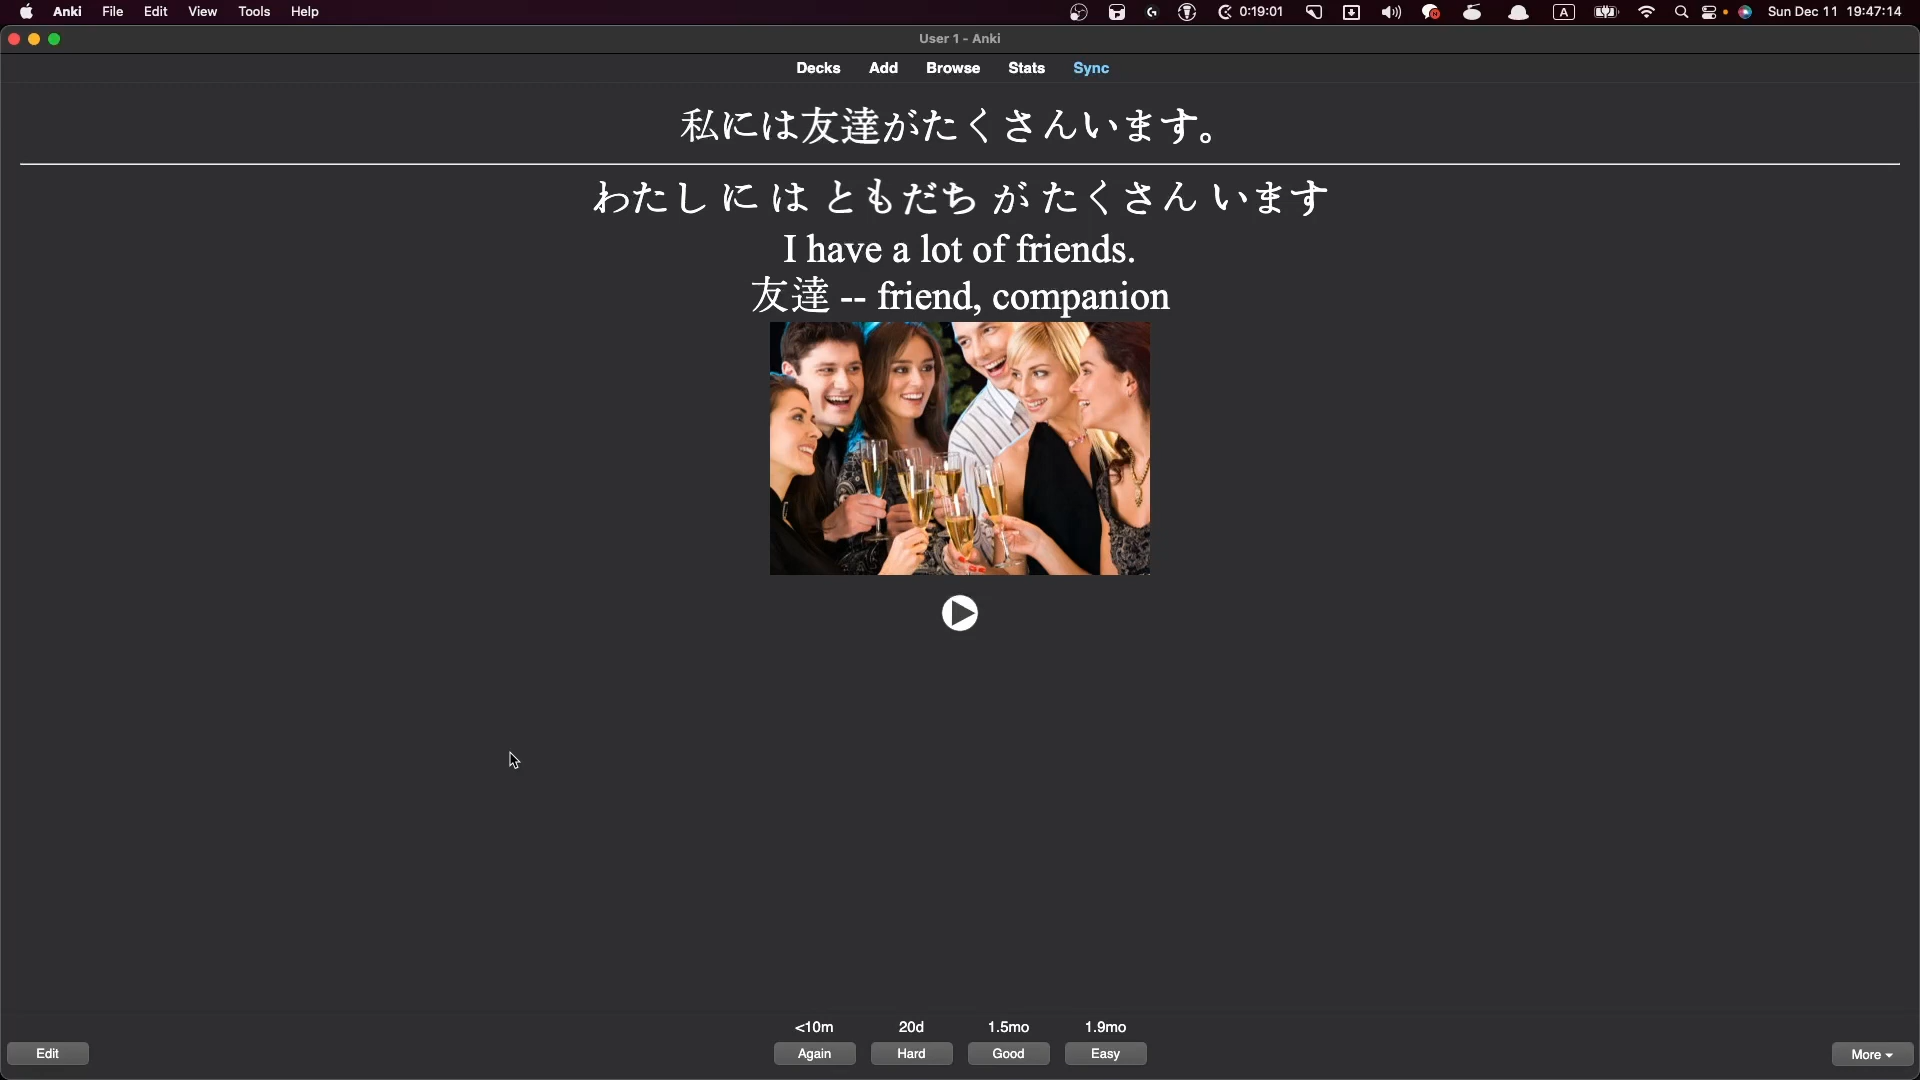 Anki File Edit View Tools Help 0:19:01 A Sun Dec 11 19:47:14
User 1 - Anki
Decks Add Browse Stats Sync
私には友達がたくさんいます。
わたし に は ともだち が たくさん います
I have a lot of friends.
友達 -- friend, companion
<10m 20d 1.5mo 1.9mo
Edit Again Hard Good Easy More